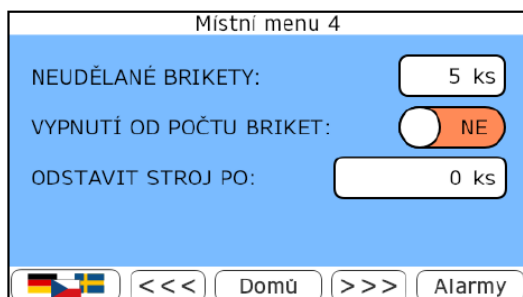 Místní menu 4
NEUDĚLANÉ BRIKETY: 5 ks
VYPNUTÍ OD POČTU BRIKET: NE
ODSTAVIT STROJ PO: 0 ks
<<< Domů >>> Alarmy